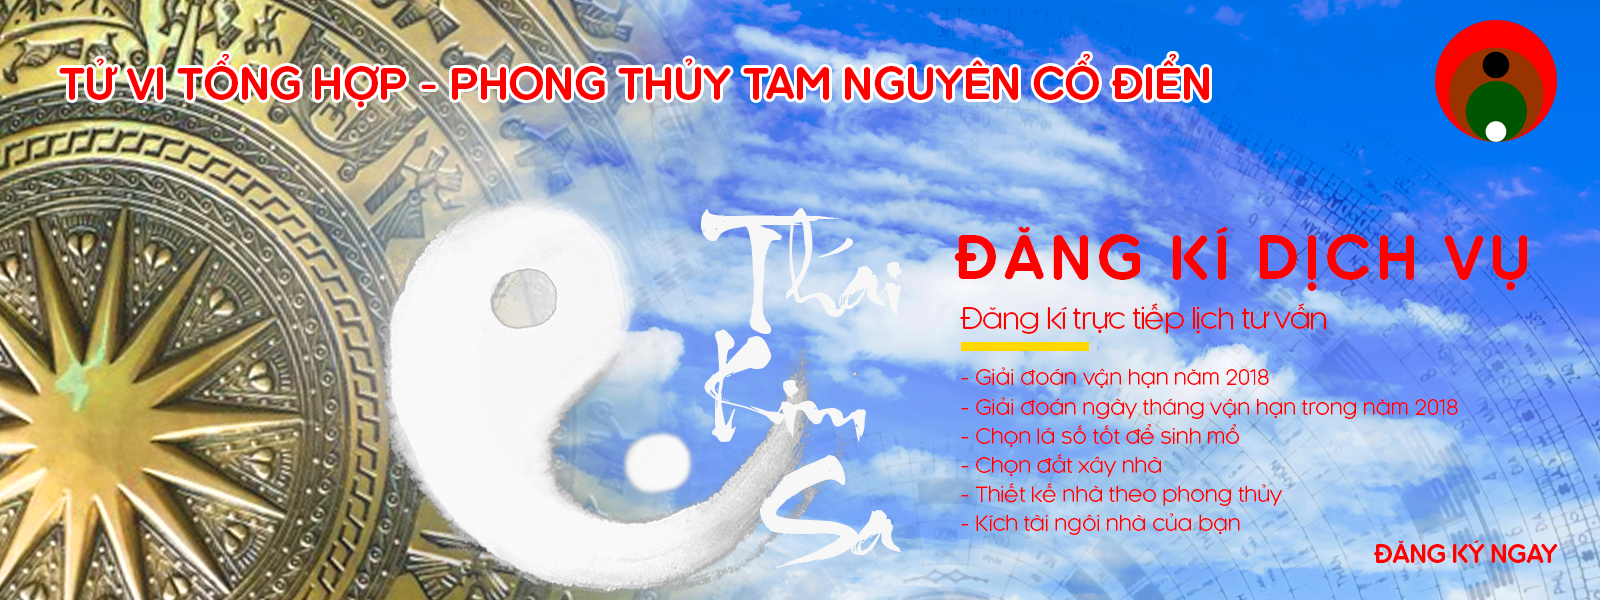 TỬ VI TỔNG HỢP - PHONG THỦY TAM NGUYÊN CỔ ĐIỂN
Thái
Kim
Sa
ĐĂNG KÍ DỊCH VỤ
Đăng kí trực tiếp lịch tư vấn
- Giải đoán vận hạn năm 2018
- Giải đoán ngày tháng vận hạn trong năm 2018
- Chọn lá số tốt để sinh mổ
- Chọn đất xây nhà
- Thiết kế nhà theo phong thủy
- Kích tài ngôi nhà của bạn
ĐĂNG KÝ NGAY